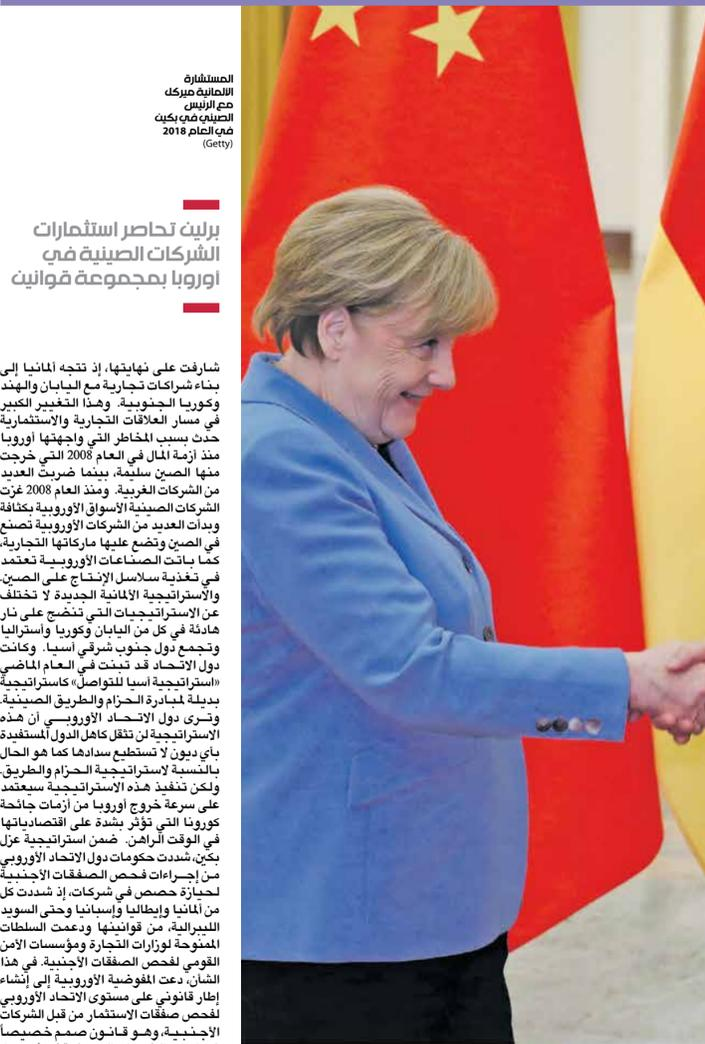 المستشارة
الألمانية ميركل
مع الرئيس
الصيني في بكين
في العام 2018
(Getty)
برلين تحاصر استثمارات
الشركات الصينية في
أوروبا بمجموعة قوانين
شارفت على نهايتها، إذ تتجه ألمانيا إلى
بناء شراكات تجارية مع اليابان والهند
وكوريا الجنوبية. وهذا التغيير الكبير
في مسار العلاقات التجارية والاستثمارية
حدث بسبب المخاطر التي واجهتها أوروبا
منذ أزمة المال في العام 2008 التي خرجت
منها الصين سليمة، بينما ضربت العديد
من الشركات الغربية. ومنذ العام 2008 غزت
الشركات الصينية الأسواق الأوروبية بكثافة
وبدأت العديد من الشركات الأوروبية تصنع
في الصين وتضع عليها ماركاتها التجارية،
كما باتت الصناعات الأوروبية تعتمد
في تغذية سلاسل الإنتاج على الصين.
والاستراتيجية الألمانية الجديدة لا تختلف
عن الاستراتيجيات التي تنضج على نار
هادئة في كل من اليابان وكوريا وأستراليا
وتجمع دول جنوب شرقي آسيا. وكانت
دول الاتحاد قد تبنت في العام الماضي
«استراتيجية آسيا للتواصل» كاستراتيجية
بديلة لمبادرة الحزام والطريق الصينية.
وترى دول الاتحاد الأوروبي أن هذه
الاستراتيجية لن تثقل كاهل الدول المستفيدة
بأي ديون لا تستطيع سدادها كما هو الحال
بالنسبة لاستراتيجية الحزام والطريق.
ولكن تنفيذ هذه الاستراتيجية سيعتمد
على سرعة خروج أوروبا من أزمات جائحة
كورونا التي تؤثر بشدة على اقتصادياتها
في الوقت الراهن. ضمن استراتيجية عزل
بكين، شددت حكومات دول الاتحاد الأوروبي
من إجراءات فحص الصفقات الأجنبية
لحيازة حصص في شركات، إذ شددت كل
من ألمانيا وإيطاليا وإسبانيا وحتى السويد
الليبرالية، من قوانينها ودعمت السلطات
الممنوحة لوزارات التجارة ومؤسسات الأمن
القومي لفحص الصفقات الأجنبية. في هذا
الشأن، دعت المفوضية الأوروبية إلى إنشاء
إطار قانوني على مستوى الاتحاد الأوروبي
لفحص صفقات الاستثمار من قبل الشركات
الأجنبية، وهو قانون صمم خصيصاً